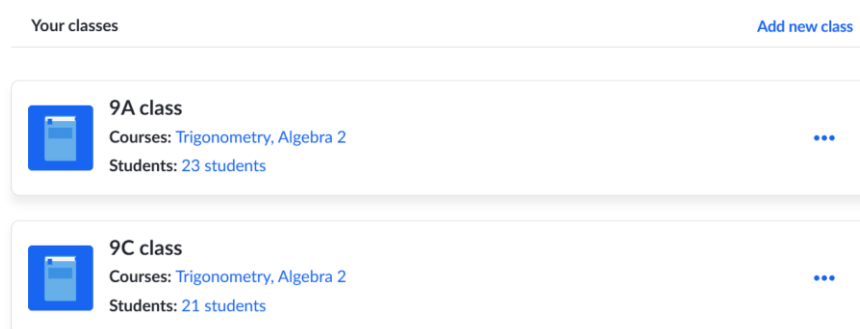 Your classes
Add new class
9A class
Courses: Trigonometry, Algebra 2
Students: 23 students
9C class
Courses: Trigonometry, Algebra 2
Students: 21 students